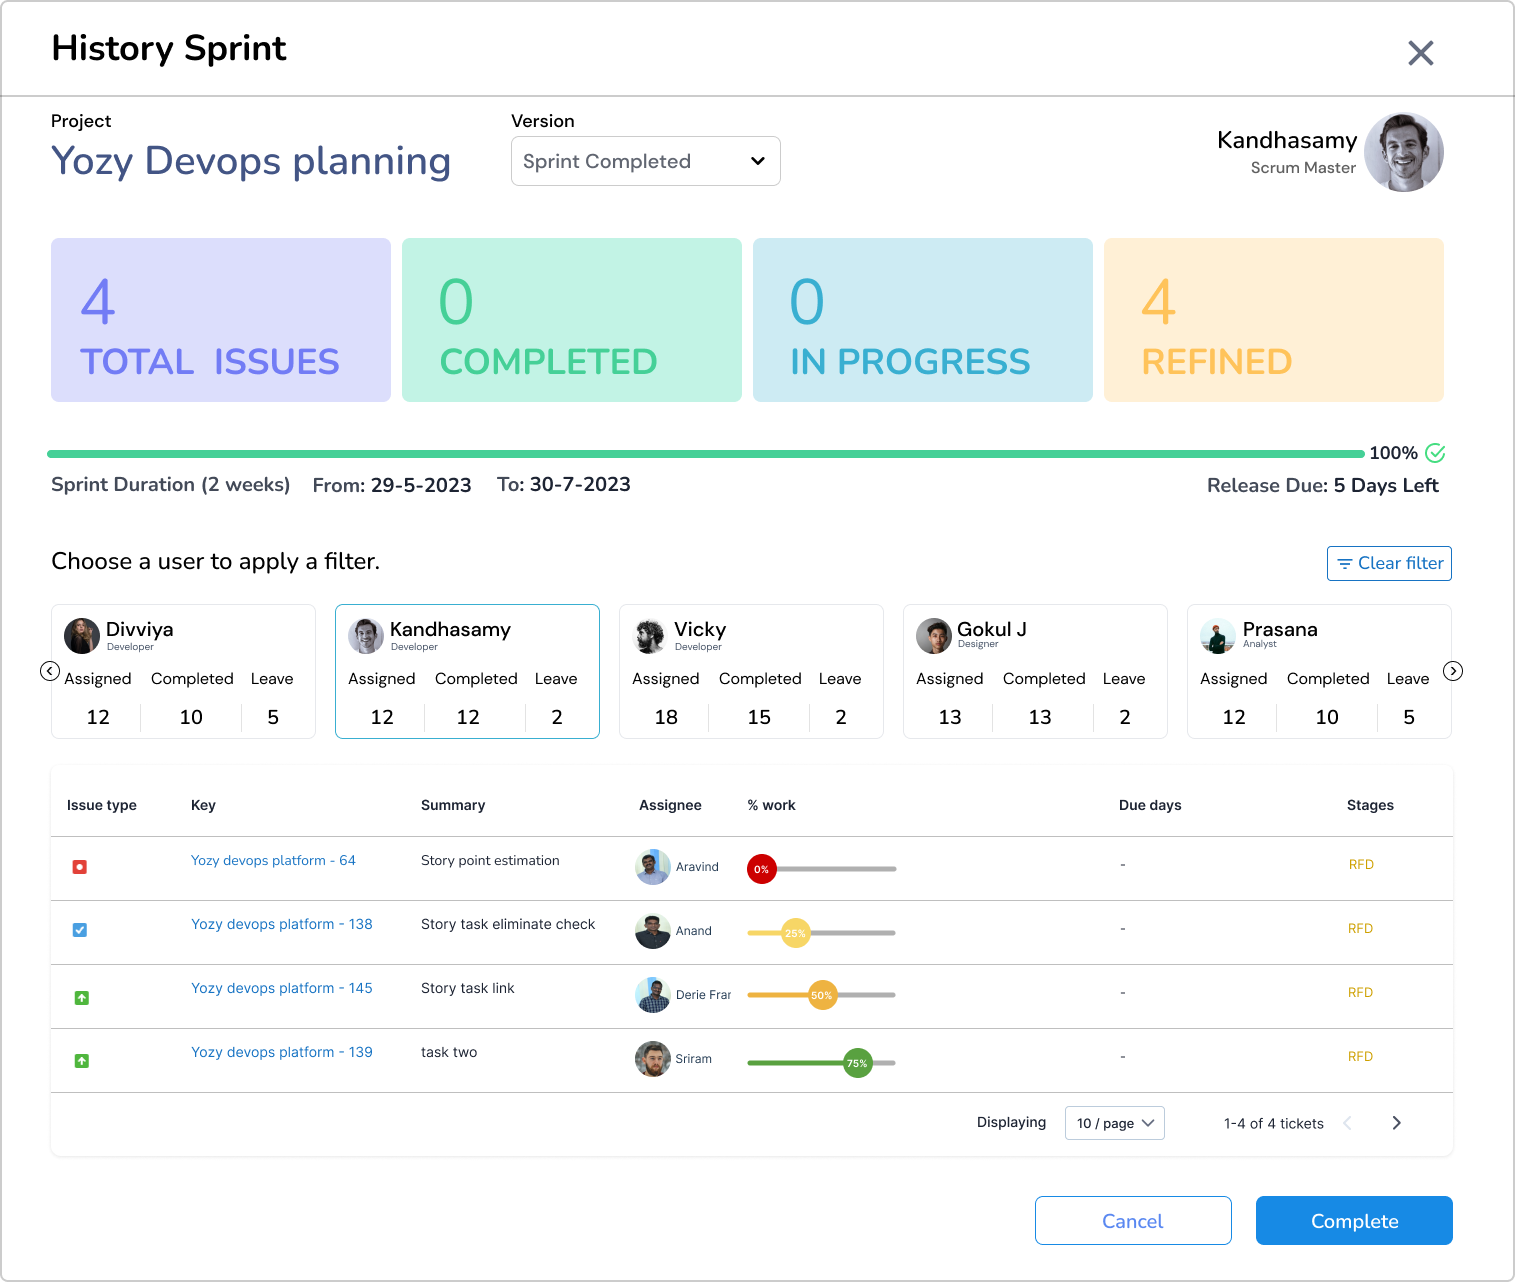 History Sprint
Project
Version
Yozy Devops planning
Sprint Completed
Kandhasamy
Scrum Master
4
TOTAL ISSUES
0
COMPLETED
0
IN PROGRESS
4
REFINED
100%
Sprint Duration (2 weeks) From: 29-5-2023 To: 30-7-2023 Release Due: 5 Days Left
Choose a user to apply a filter.
Clear filter
Divviya
Developer
Assigned Completed Leave
12 10 5
Kandhasamy
Developer
Assigned Completed Leave
12 12 2
Vicky
Developer
Assigned Completed Leave
18 15 2
Gokul J
Designer
Assigned Completed Leave
13 13 2
Prasana
Analyst
Assigned Completed Leave
12 10 5
Issue type Key Summary Assignee % work Due days Stages
Yozy devops platform - 64 Story point estimation Aravind 0% - RFD
Yozy devops platform - 138 Story task eliminate check Anand 25% - RFD
Yozy devops platform - 145 Story task link Derie Fran 50% - RFD
Yozy devops platform - 139 task two Sriram 75% - RFD
Displaying 10 / page 1-4 of 4 tickets
Cancel Complete